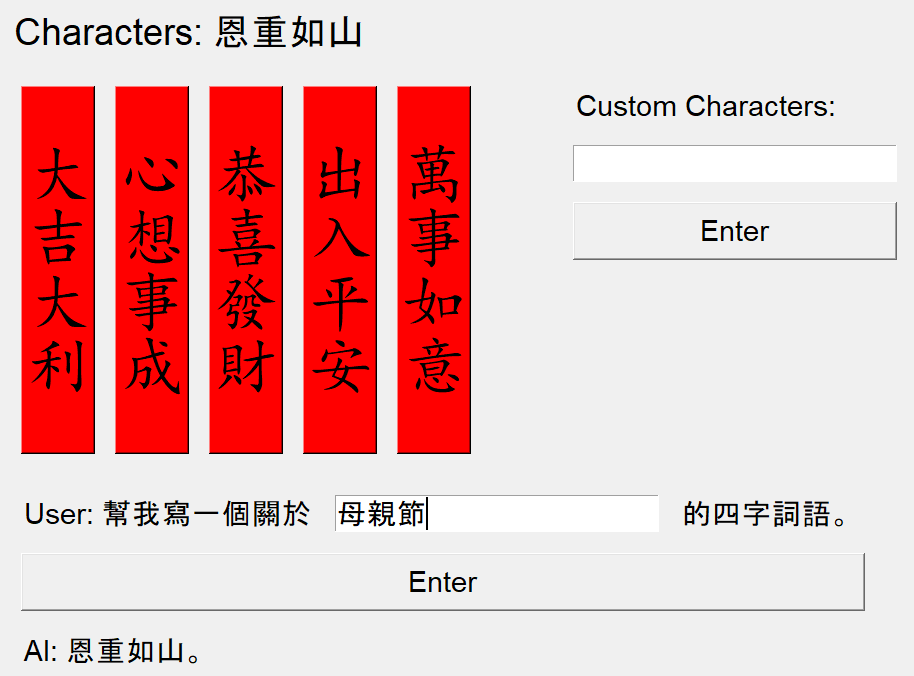 Characters: 恩重如山
大吉大利
心想事成
恭喜發財
出入平安
萬事如意
Custom Characters:
Enter
User: 幫我寫一個關於 母親節 的四字詞語。
Enter
AI: 恩重如山。